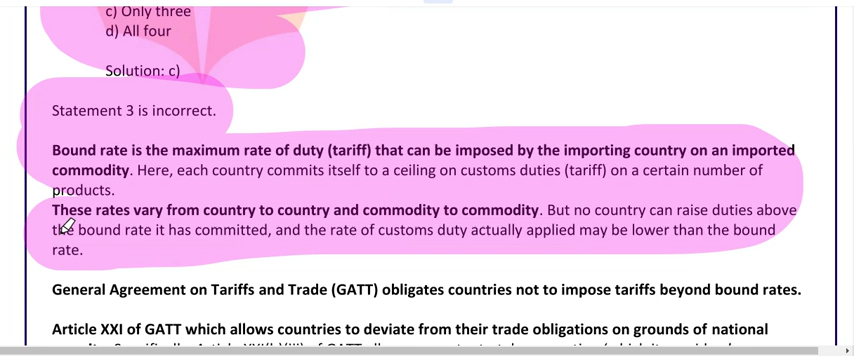 c) Only three
d) All four
Solution: c)
Statement 3 is incorrect.
Bound rate is the maximum rate of duty (tariff) that can be imposed by the importing country on an imported
commodity. Here, each country commits itself to a ceiling on customs duties (tariff) on a certain number of
products.
These rates vary from country to country and commodity to commodity. But no country can raise duties above
the bound rate it has committed, and the rate of customs duty actually applied may be lower than the bound
rate.
General Agreement on Tariffs and Trade (GATT) obligates countries not to impose tariffs beyond bound rates.
Article XXI of GATT which allows countries to deviate from their trade obligations on grounds of national